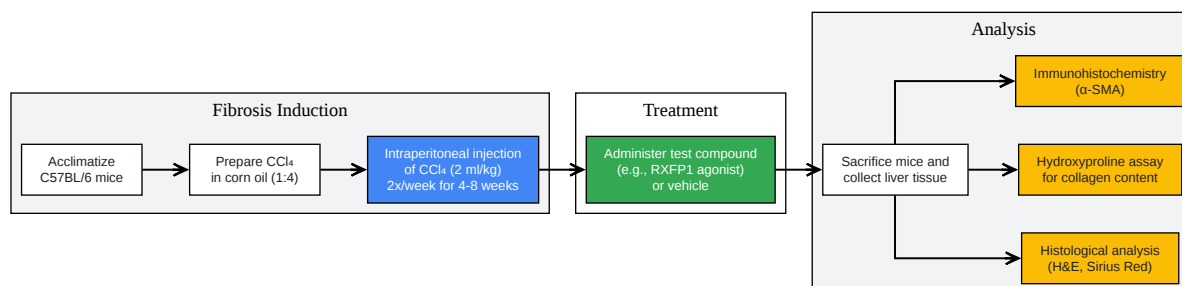 Fibrosis Induction
Acclimatize
C57BL/6 mice
Prepare CCl₄
in corn oil (1:4)
Intraperitoneal injection
of CCl₄ (2 ml/kg)
2x/week for 4-8 weeks
Treatment
Administer test compound
(e.g., RXFP1 agonist)
or vehicle
Analysis
Sacrifice mice and
collect liver tissue
Immunohistochemistry
(α-SMA)
Hydroxyproline assay
for collagen content
Histological analysis
(H&E, Sirius Red)